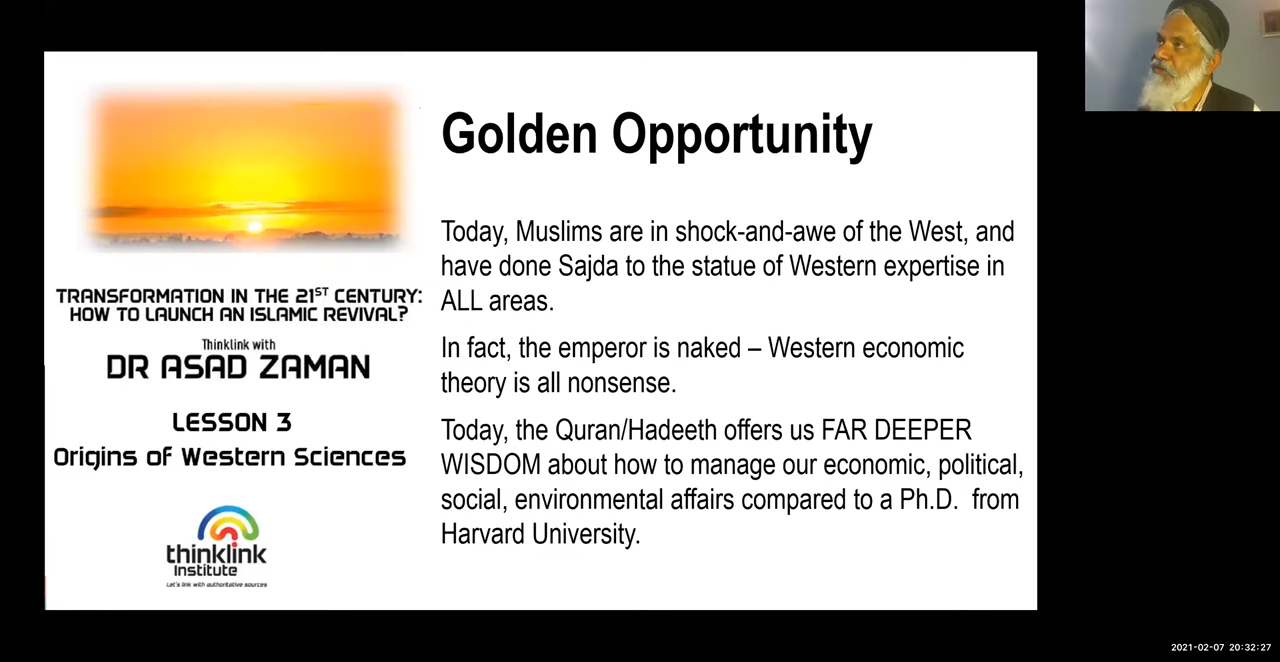 Golden Opportunity
Today, Muslims are in shock-and-awe of the West, and
have done Sajda to the statue of Western expertise in
ALL areas.
In fact, the emperor is naked – Western economic
theory is all nonsense.
Today, the Quran/Hadeeth offers us FAR DEEPER
WISDOM about how to manage our economic, political,
social, environmental affairs compared to a Ph.D. from
Harvard University.
TRANSFORMATION IN THE 21ST CENTURY:
HOW TO LAUNCH AN ISLAMIC REVIVAL?
Thinklink with
DR ASAD ZAMAN
LESSON 3
Origins of Western Sciences
thinklink
Institute
Let's link with authoritative sources
2021-02-07 20:32:27